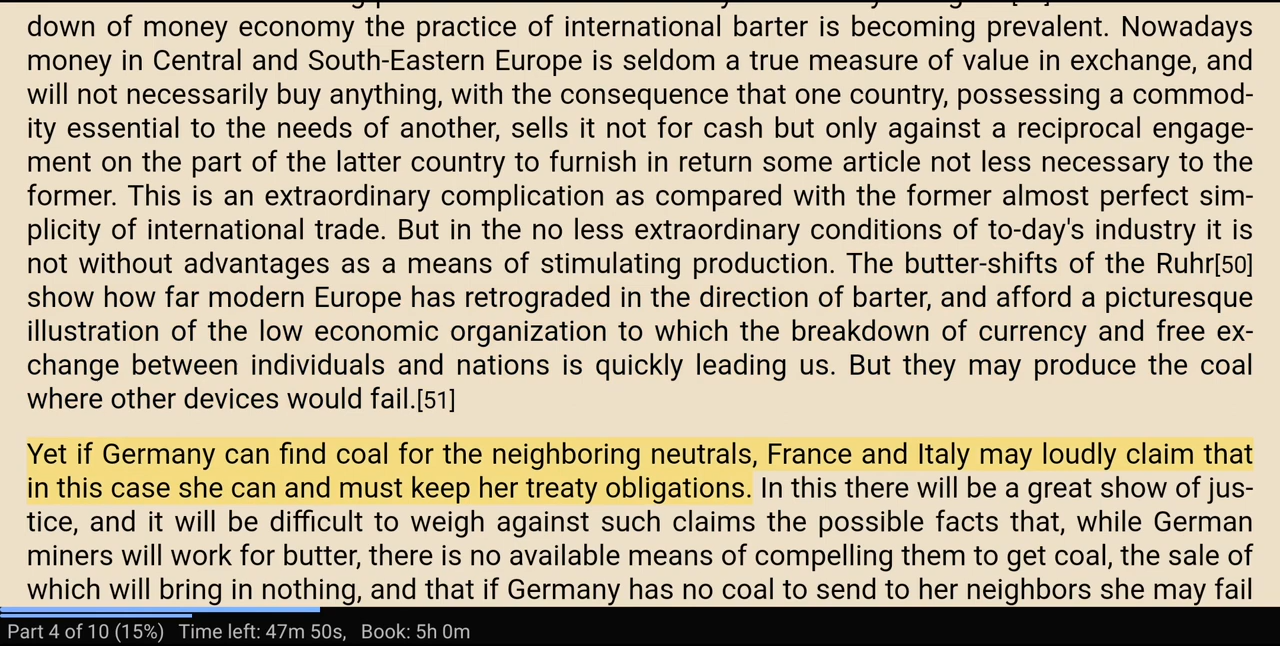 down of money economy the practice of international barter is becoming prevalent. Nowadays
money in Central and South-Eastern Europe is seldom a true measure of value in exchange, and
will not necessarily buy anything, with the consequence that one country, possessing a commod-
ity essential to the needs of another, sells it not for cash but only against a reciprocal engage-
ment on the part of the latter country to furnish in return some article not less necessary to the
former. This is an extraordinary complication as compared with the former almost perfect sim-
plicity of international trade. But in the no less extraordinary conditions of to-day's industry it is
not without advantages as a means of stimulating production. The butter-shifts of the Ruhr[50]
show how far modern Europe has retrograded in the direction of barter, and afford a picturesque
illustration of the low economic organization to which the breakdown of currency and free ex-
change between individuals and nations is quickly leading us. But they may produce the coal
where other devices would fail.[51]
Yet if Germany can find coal for the neighboring neutrals, France and Italy may loudly claim that
in this case she can and must keep her treaty obligations. In this there will be a great show of jus-
tice, and it will be difficult to weigh against such claims the possible facts that, while German
miners will work for butter, there is no available means of compelling them to get coal, the sale of
which will bring in nothing, and that if Germany has no coal to send to her neighbors she may fail
Part 4 of 10 (15%) Time left: 47m 50s, Book: 5h 0m